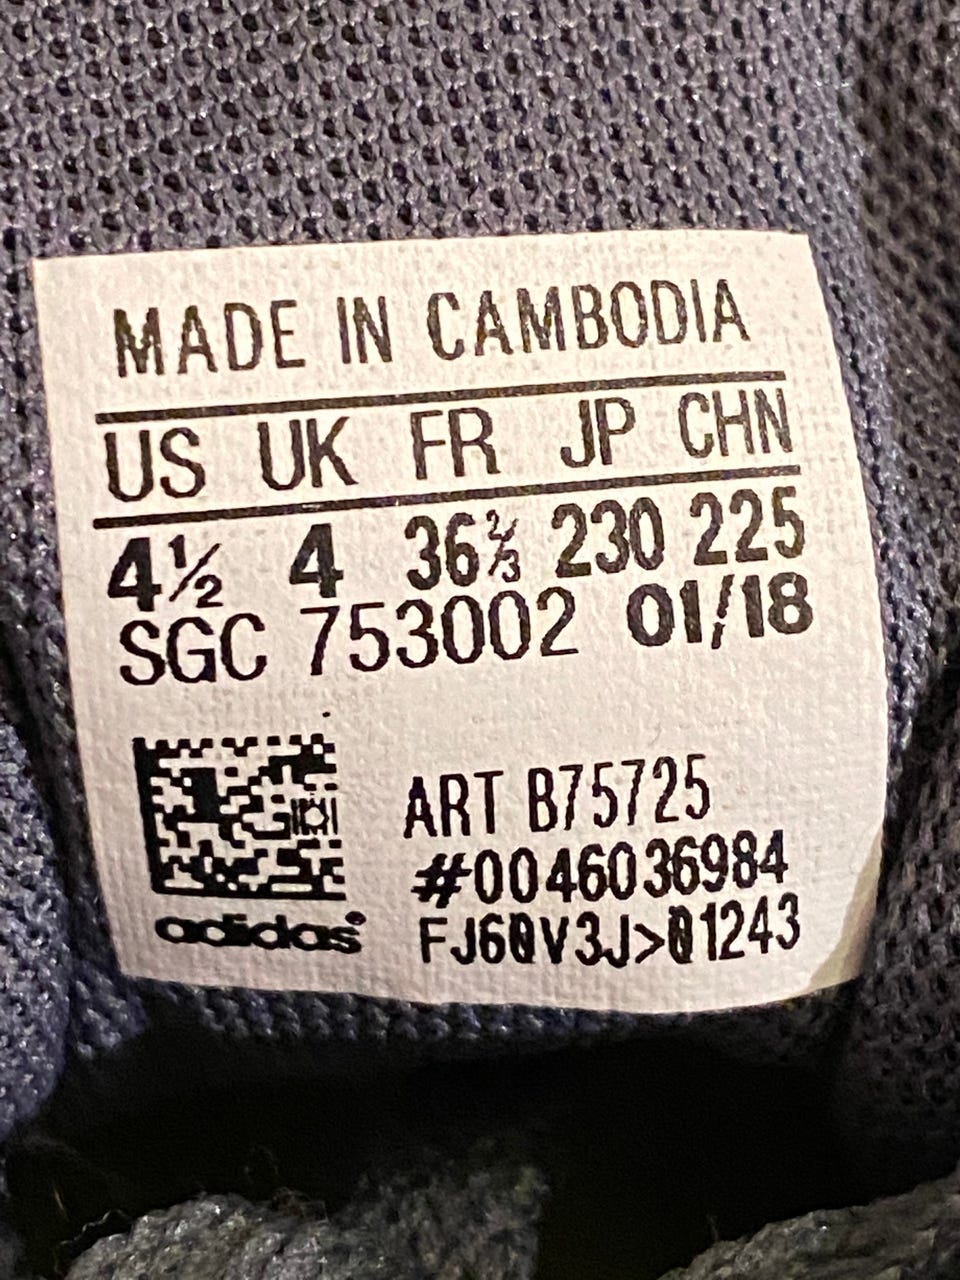 MADE IN CAMBODIA
US UK FR JP CHN
4½ 4 36⅔ 230 225
SGC 753002 01/18
ART B75725
#0046036984
adidas®
FJ60V3J>01243